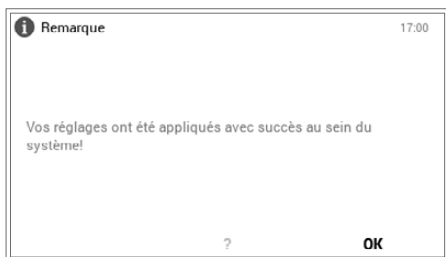 Remarque 17:00
Vos réglages ont été appliqués avec succès au sein du
système!
? OK